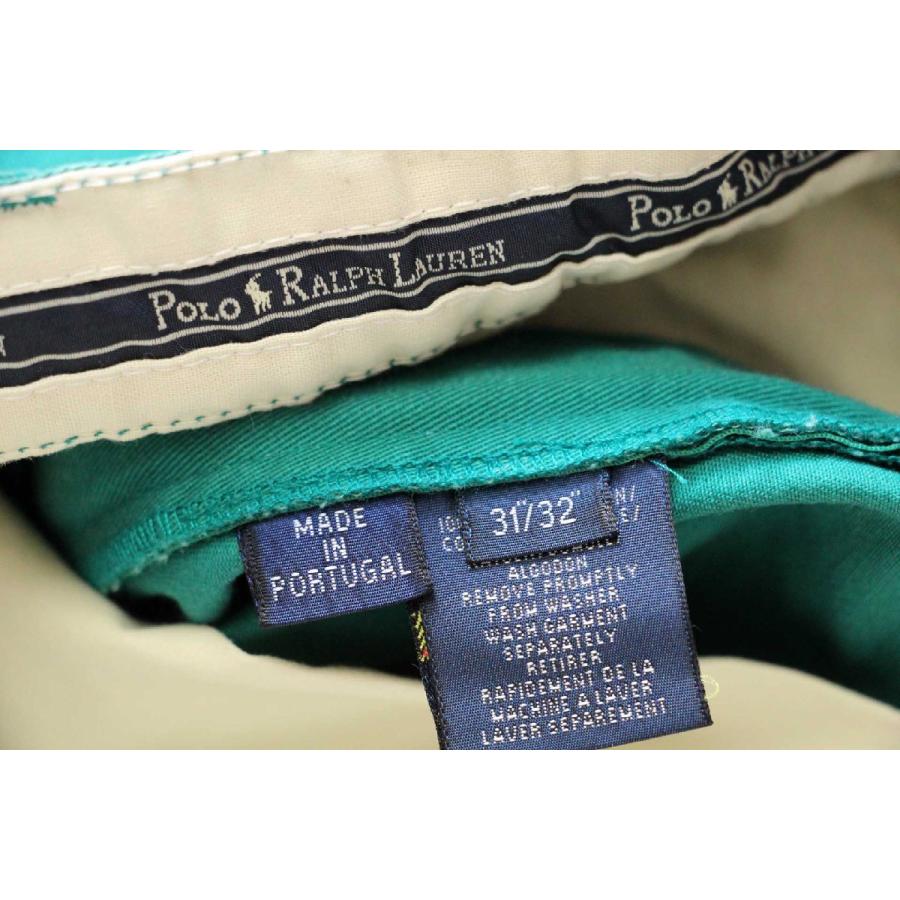 POLO RALPH LAUREN
POLO RALPH
MADE
IN
PORTUGAL
31"/32"
ALGODON
REMOVE PROMPTLY
FROM WASHER
WASH GARMENT
SEPARATELY
RETIRER
RAPIDEMENT DE LA
MACHINE A LAVER
LAVER SEPAREMENT